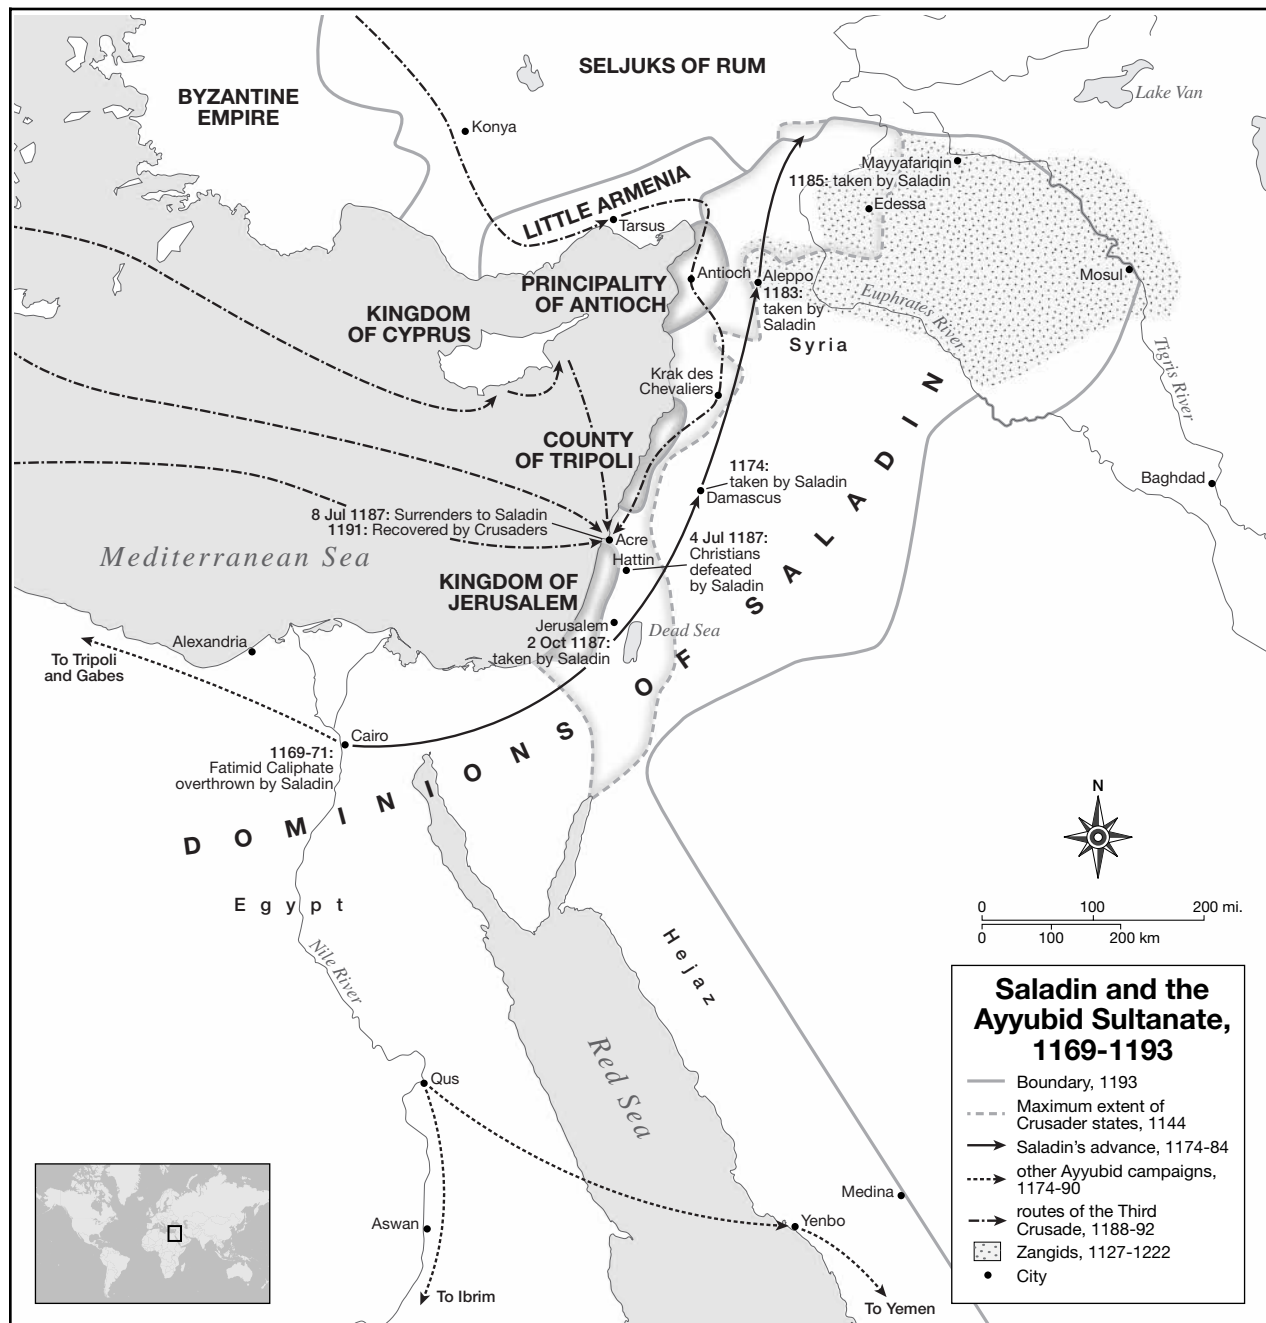 SELJUKS OF RUM
BYZANTINE
EMPIRE
Lake Van
Konya
Mayyafariqin
1185: taken by Saladin
Edessa
LITTLE ARMENIA
Tarsus
Antioch
Aleppo
1183:
taken by
Saladin
Mosul
PRINCIPALITY
OF ANTIOCH
KINGDOM
OF CYPRUS
Euphrates River
Syria
Tigris River
Krak des
Chevaliers
COUNTY
OF TRIPOLI
1174:
taken by Saladin
Damascus
Baghdad
8 Jul 1187: Surrenders to Saladin
1191: Recovered by Crusaders
Acre
4 Jul 1187:
Christians
defeated
by Saladin
Hattin
Mediterranean Sea
KINGDOM OF
JERUSALEM
Jerusalem
2 Oct 1187:
taken by Saladin
Dead Sea
Alexandria
To Tripoli
and Gabes
Cairo
1169-71:
Fatimid Caliphate
overthrown by Saladin
DOMINIONS OF SALADIN
Egypt
Nile River
Hejaz
Red Sea
Qus
Aswan
Medina
Yenbo
To Ibrim
To Yemen
N
0 100 200 mi.
0 100 200 km
Saladin and the
Ayyubid Sultanate,
1169-1193
Boundary, 1193
Maximum extent of
Crusader states, 1144
Saladin's advance, 1174-84
other Ayyubid campaigns,
1174-90
routes of the Third
Crusade, 1188-92
Zangids, 1127-1222
City